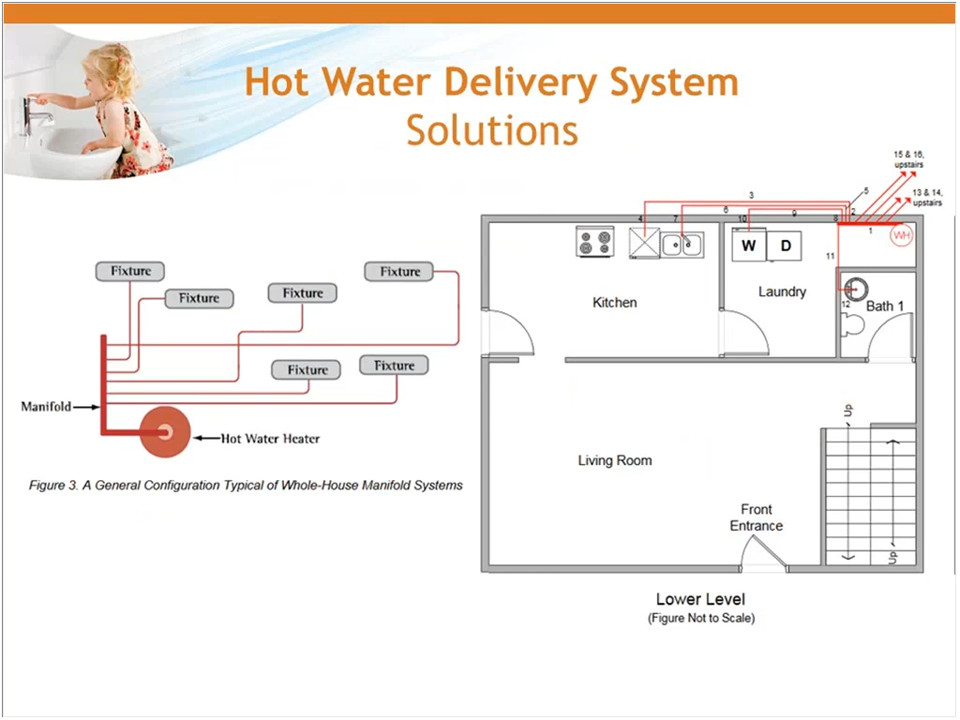 Hot Water Delivery System
Solutions
Fixture
Fixture
Fixture
Fixture
Fixture
Fixture
Manifold
Hot Water Heater
Figure 3. A General Configuration Typical of Whole-House Manifold Systems
15 & 16,
upstairs
13 & 14,
upstairs
3
5
4
7
6
10
9
8
2
1
WH
W
D
11
12
Kitchen
Laundry
Bath 1
Up
Living Room
Front
Entrance
Up
Lower Level
(Figure Not to Scale)